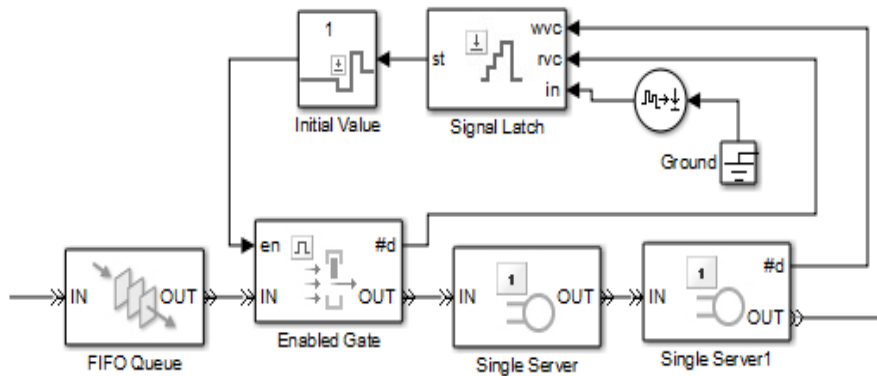 1
Initial Value
st
wvc
rvc
in
Signal Latch
Ground
IN
OUT
FIFO Queue
en
#d
IN
OUT
Enabled Gate
1
IN
OUT
Single Server
1
#d
IN
OUT
Single Server1